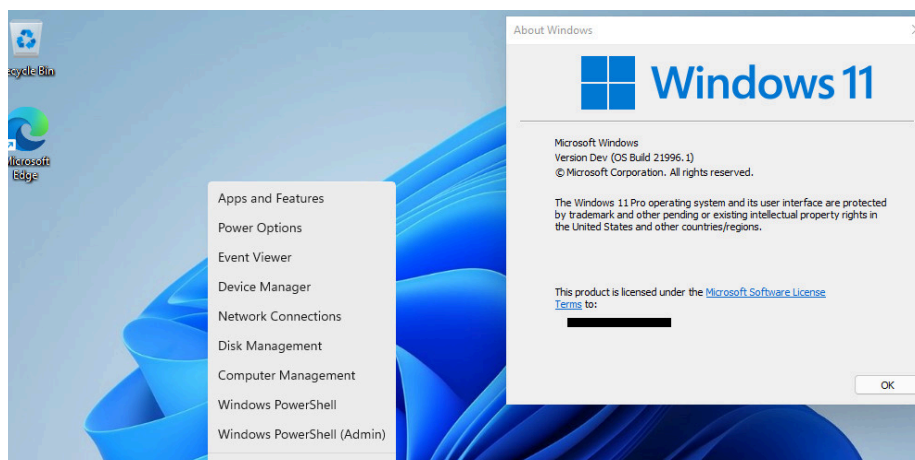 ecycle Bin
Microsoft
Edge
Apps and Features
Power Options
Event Viewer
Device Manager
Network Connections
Disk Management
Computer Management
Windows PowerShell
Windows PowerShell (Admin)
About Windows
Windows 11
Microsoft Windows
Version Dev (OS Build 21996.1)
© Microsoft Corporation. All rights reserved.
The Windows 11 Pro operating system and its user interface are protected
by trademark and other pending or existing intellectual property rights in
the United States and other countries/regions.
This product is licensed under the Microsoft Software License
Terms to:
OK